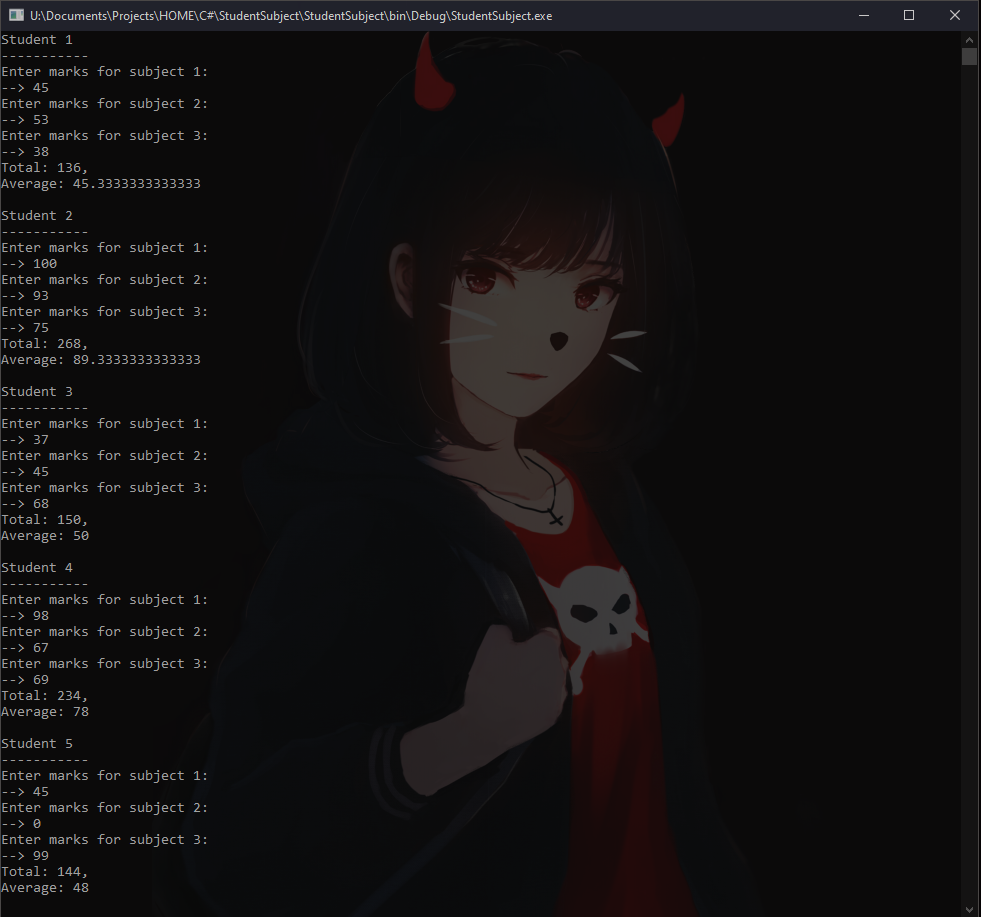 U:\Documents\Projects\HOME\C#\StudentSubject\StudentSubject\bin\Debug\StudentSubject.exe
Student 1
-----------
Enter marks for subject 1:
--> 45
Enter marks for subject 2:
--> 53
Enter marks for subject 3:
--> 38
Total: 136,
Average: 45.3333333333333
Student 2
-----------
Enter marks for subject 1:
--> 100
Enter marks for subject 2:
--> 93
Enter marks for subject 3:
--> 75
Total: 268,
Average: 89.3333333333333
Student 3
-----------
Enter marks for subject 1:
--> 37
Enter marks for subject 2:
--> 45
Enter marks for subject 3:
--> 68
Total: 150,
Average: 50
Student 4
-----------
Enter marks for subject 1:
--> 98
Enter marks for subject 2:
--> 67
Enter marks for subject 3:
--> 69
Total: 234,
Average: 78
Student 5
-----------
Enter marks for subject 1:
--> 45
Enter marks for subject 2:
--> 0
Enter marks for subject 3:
--> 99
Total: 144,
Average: 48